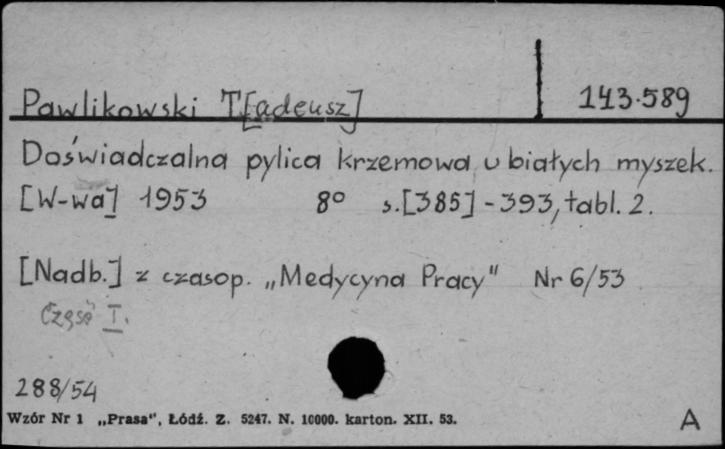 Pawlikowski T[adeusz] 143.589
Doświadczalna pylica krzemowa u białych myszek.
[W-wa] 1953 8° s.[385]-393, tabl. 2.
[Nadb.] z czasop. „Medycyna Pracy" Nr 6/53
Część I.
288/54
Wzór Nr 1 „Prasa", Łódź. Z. 5247. N. 10000. karton. XII. 53.
A